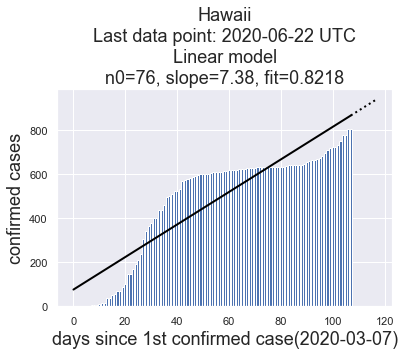 Hawaii
Last data point: 2020-06-22 UTC
Linear model
n0=76, slope=7.38, fit=0.8218
confirmed cases
800
600
400
200
0
0 20 40 60 80 100 120
days since 1st confirmed case(2020-03-07)